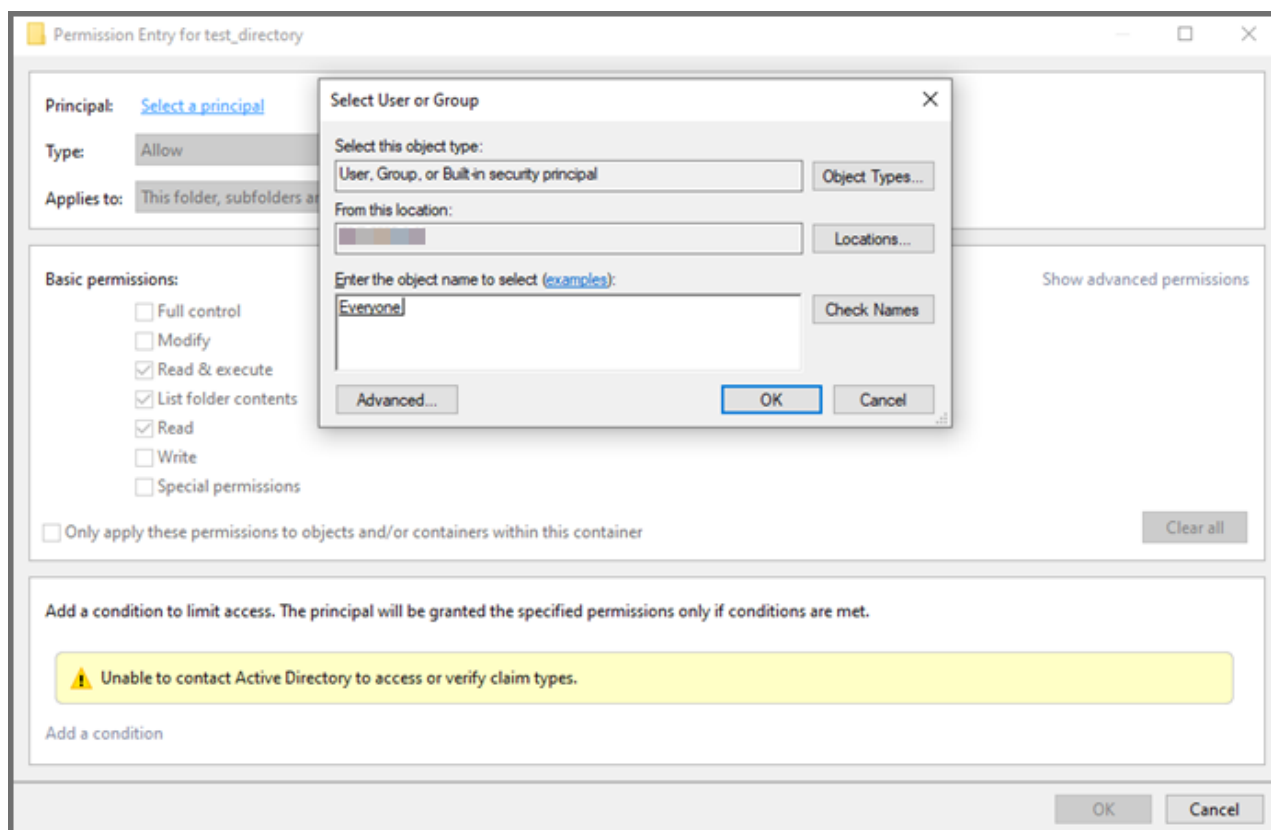 Permission Entry for test_directory
Principal: Select a principal
Type: Allow
Applies to: This folder, subfolders
Select User or Group
Select this object type:
User, Group, or Built-in security principal
Object Types...
From this location:
Locations...
Enter the object name to select (examples):
Everyone
Check Names
Advanced...
OK
Cancel
Basic permissions:
Show advanced permissions
Full control
Modify
Read & execute
List folder contents
Read
Write
Special permissions
Only apply these permissions to objects and/or containers within this container
Clear all
Add a condition to limit access. The principal will be granted the specified permissions only if conditions are met.
Unable to contact Active Directory to access or verify claim types.
Add a condition
OK
Cancel